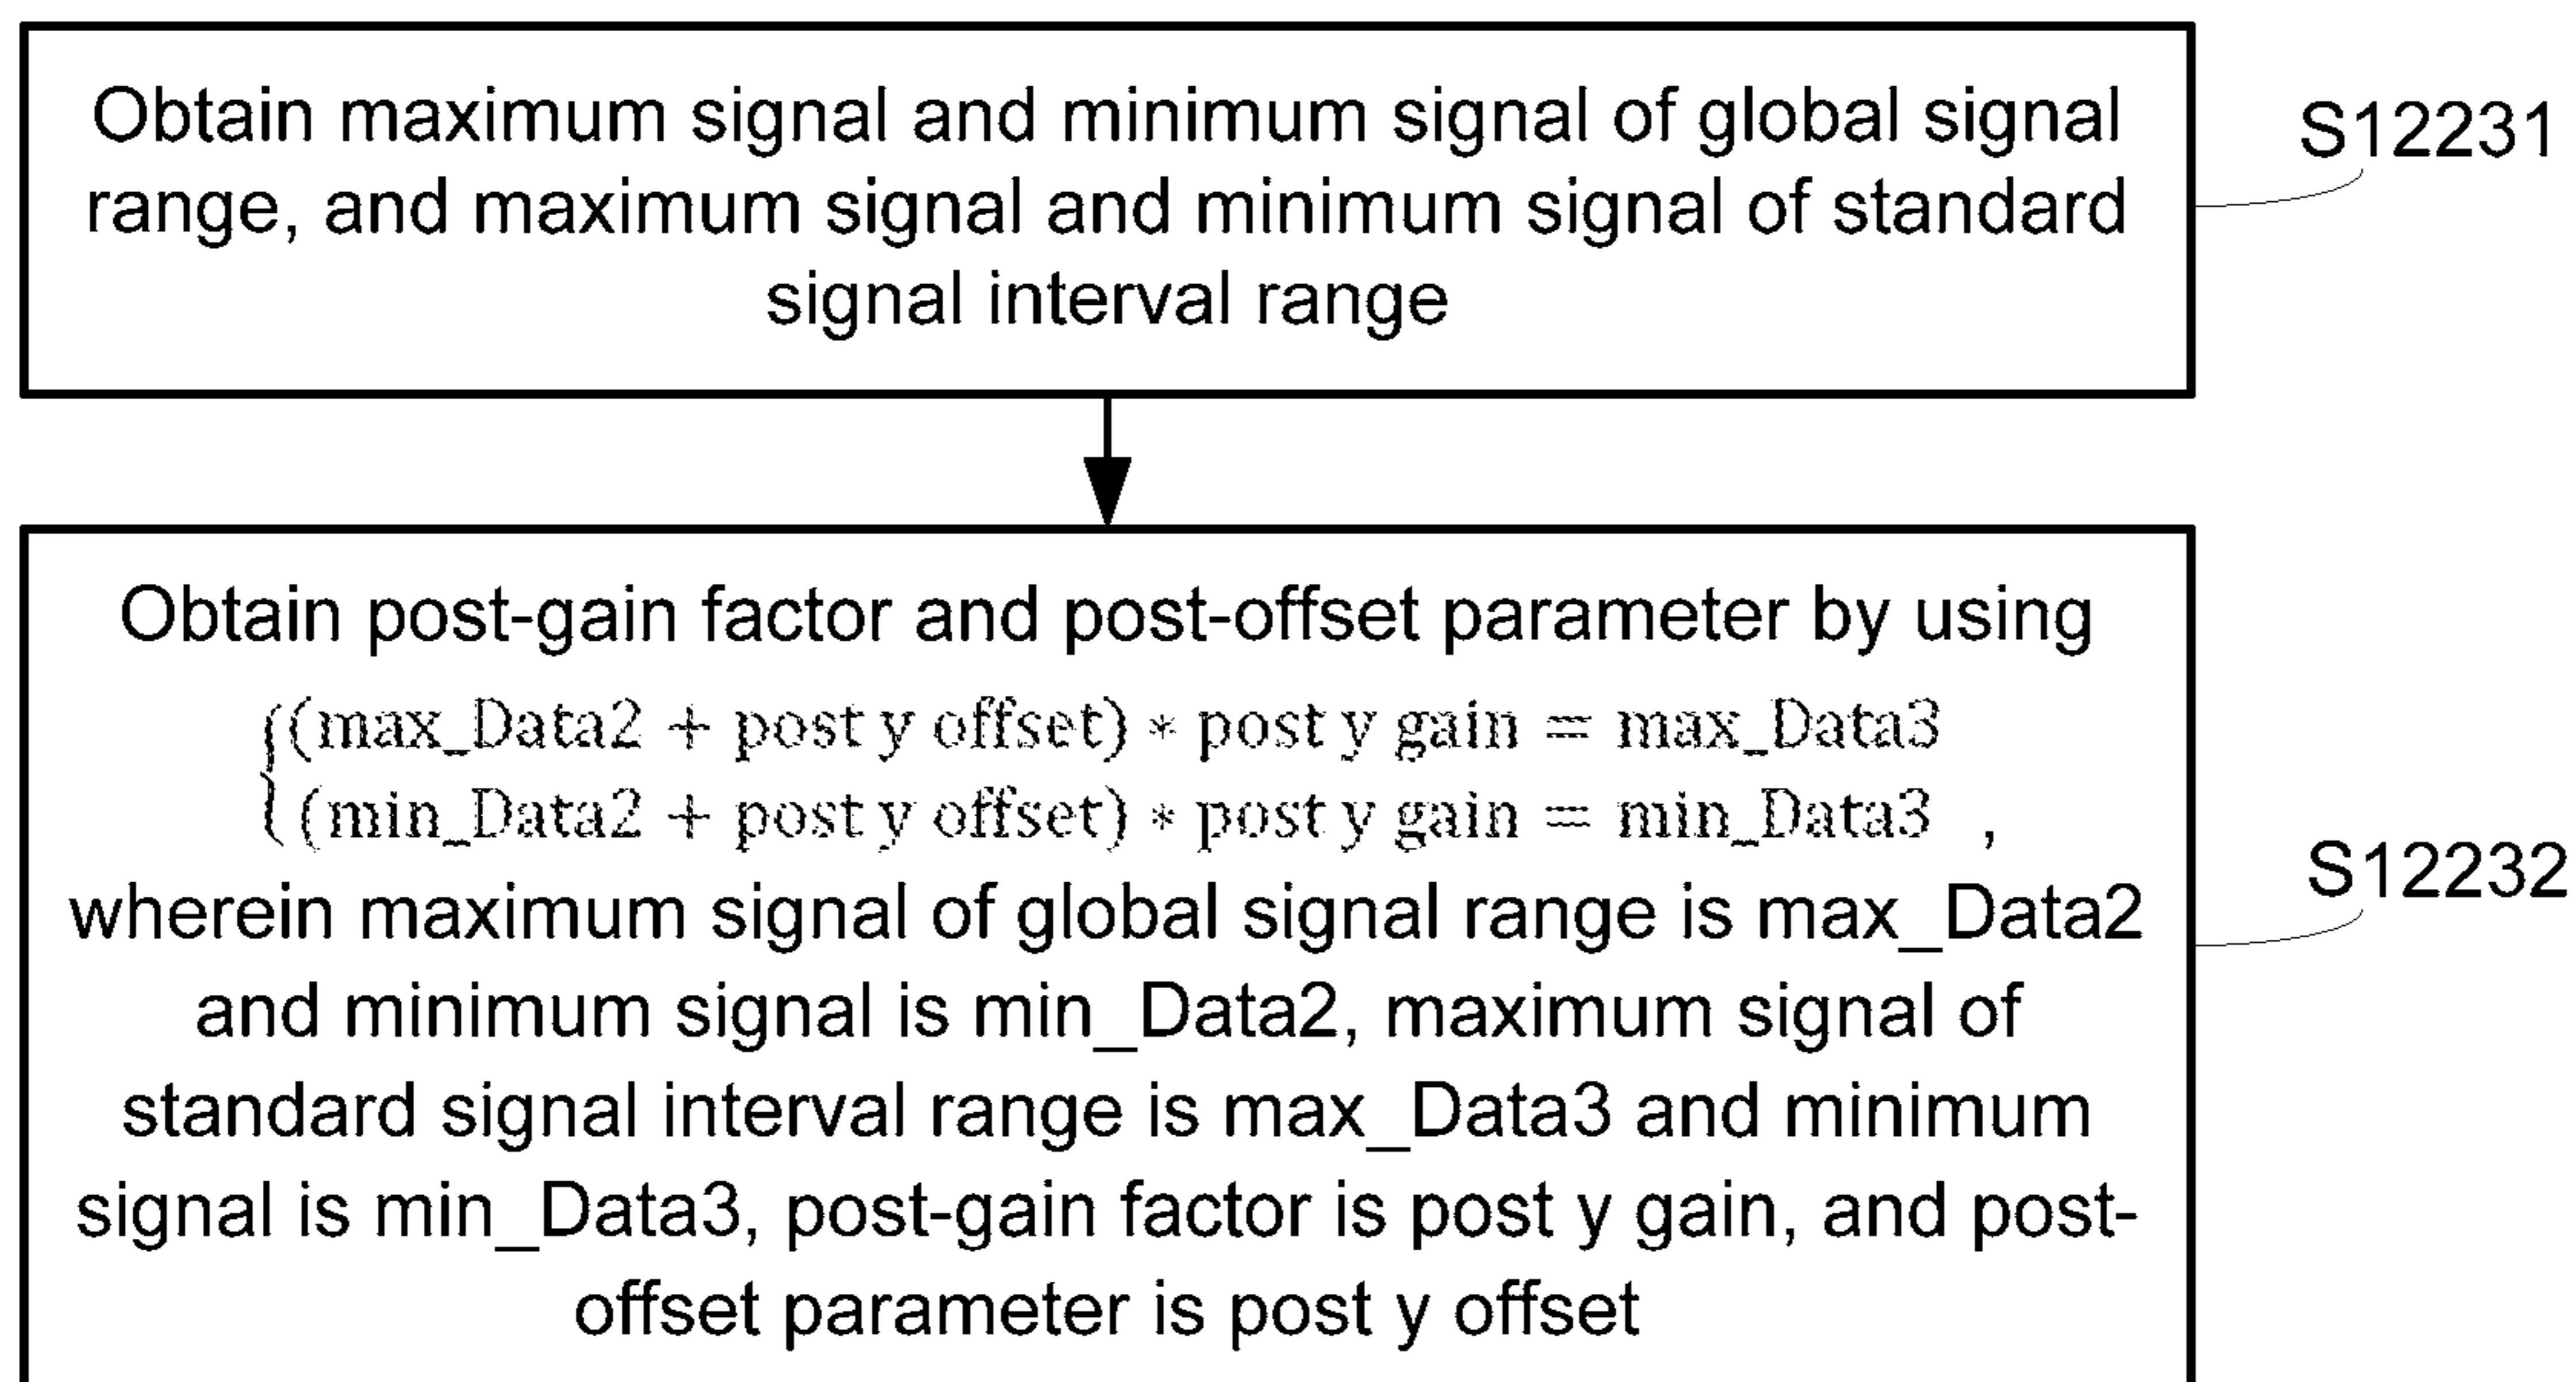 Obtain maximum signal and minimum signal of global signal
range, and maximum signal and minimum signal of standard
signal interval range
S12231
Obtain post-gain factor and post-offset parameter by using
{(max_Data2 + post y offset) * post y gain = max_Data3
(min_Data2 + post y offset) * post y gain = min_Data3 ,
wherein maximum signal of global signal range is max_Data2
and minimum signal is min_Data2, maximum signal of
standard signal interval range is max_Data3 and minimum
signal is min_Data3, post-gain factor is post y gain, and post-
offset parameter is post y offset
S12232